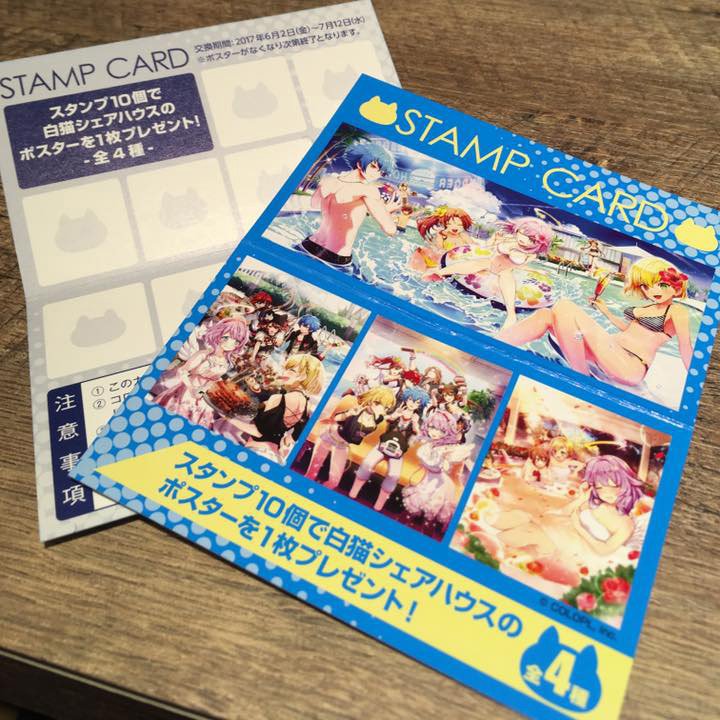 STAMP CARD
交換期間:2017年6月2日(金)~7月12日(水)
※ポスターがなくなり次第終了となります。
スタンプ10個で
白猫シェアハウスの
ポスターを1枚プレゼント!
- 全4種 -
注意事項
① この
②
STAMP CARD
スタンプ10個で白猫シェアハウスの
ポスターを1枚プレゼント!
© COLOPL, Inc.
全4種